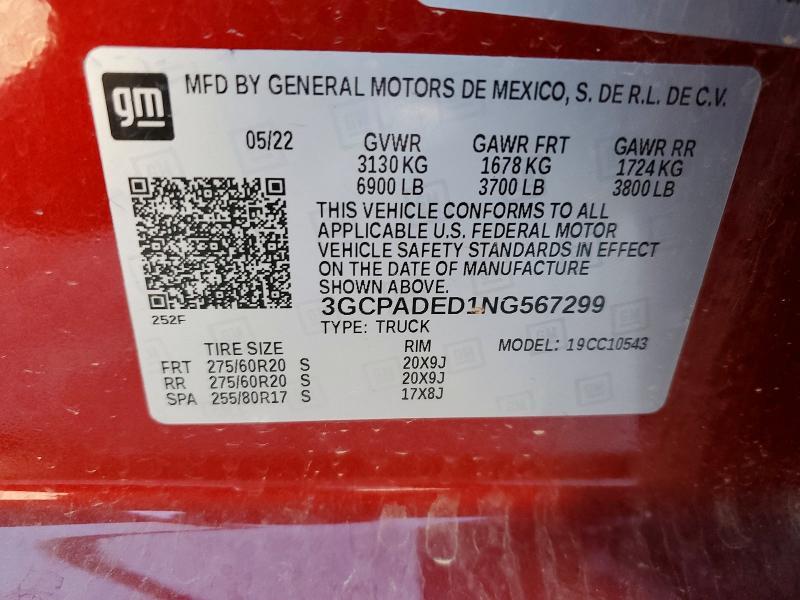 gm
MFD BY GENERAL MOTORS DE MEXICO, S. DE R.L. DE C.V.
05/22 GVWR GAWR FRT GAWR RR
3130 KG 1678 KG 1724 KG
6900 LB 3700 LB 3800 LB
THIS VEHICLE CONFORMS TO ALL
APPLICABLE U.S. FEDERAL MOTOR
VEHICLE SAFETY STANDARDS IN EFFECT
ON THE DATE OF MANUFACTURE
SHOWN ABOVE.
252F
3GCPADED1NG567299
TYPE: TRUCK
TIRE SIZE RIM MODEL: 19CC10543
FRT 275/60R20 S 20X9J
RR 275/60R20 S 20X9J
SPA 255/80R17 S 17X8J